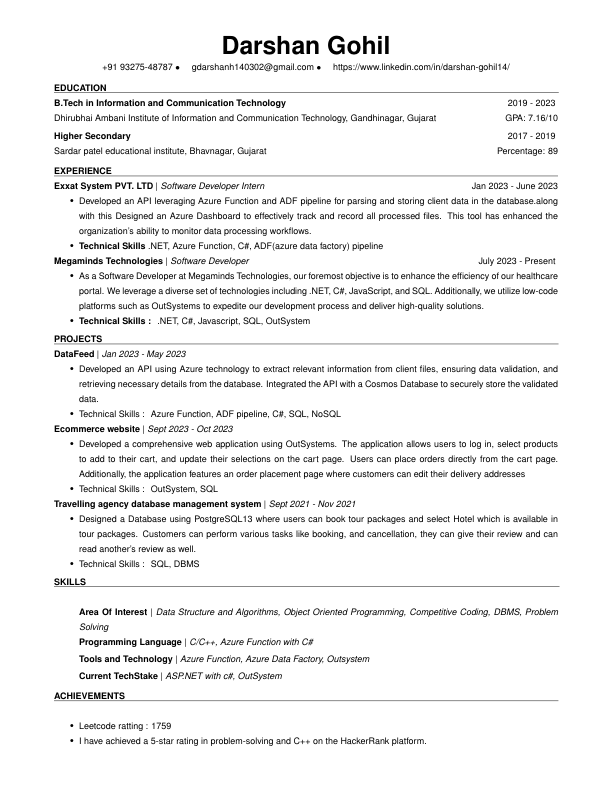 Darshan Gohil
+91 93275-48787 ● gdarshanh140302@gmail.com ● https://www.linkedin.com/in/darshan-gohil14/
EDUCATION
B.Tech in Information and Communication Technology 2019 - 2023
Dhirubhai Ambani Institute of Information and Communication Technology, Gandhinagar, Gujarat GPA: 7.16/10
Higher Secondary 2017 - 2019
Sardar patel educational institute, Bhavnagar, Gujarat Percentage: 89
EXPERIENCE
Exxat System PVT. LTD | Software Developer Intern Jan 2023 - June 2023
• Developed an API leveraging Azure Function and ADF pipeline for parsing and storing client data in the database.along
with this Designed an Azure Dashboard to effectively track and record all processed files. This tool has enhanced the
organization's ability to monitor data processing workflows.
• Technical Skills .NET, Azure Function, C#, ADF(azure data factory) pipeline
Megaminds Technologies | Software Developer July 2023 - Present
• As a Software Developer at Megaminds Technologies, our foremost objective is to enhance the efficiency of our healthcare
portal. We leverage a diverse set of technologies including .NET, C#, JavaScript, and SQL. Additionally, we utilize low-code
platforms such as OutSystems to expedite our development process and deliver high-quality solutions.
• Technical Skills : .NET, C#, Javascript, SQL, OutSystem
PROJECTS
DataFeed | Jan 2023 - May 2023
• Developed an API using Azure technology to extract relevant information from client files, ensuring data validation, and
retrieving necessary details from the database. Integrated the API with a Cosmos Database to securely store the validated
data.
• Technical Skills : Azure Function, ADF pipeline, C#, SQL, NoSQL
Ecommerce website | Sept 2023 - Oct 2023
• Developed a comprehensive web application using OutSystems. The application allows users to log in, select products
to add to their cart, and update their selections on the cart page. Users can place orders directly from the cart page.
Additionally, the application features an order placement page where customers can edit their delivery addresses
• Technical Skills : OutSystem, SQL
Travelling agency database management system | Sept 2021 - Nov 2021
• Designed a Database using PostgreSQL13 where users can book tour packages and select Hotel which is available in
tour packages. Customers can perform various tasks like booking, and cancellation, they can give their review and can
read another's review as well.
• Technical Skills : SQL, DBMS
SKILLS
Area Of Interest | Data Structure and Algorithms, Object Oriented Programming, Competitive Coding, DBMS, Problem
Solving
Programming Language | C/C++, Azure Function with C#
Tools and Technology | Azure Function, Azure Data Factory, Outsystem
Current TechStake | ASP.NET with c#, OutSystem
ACHIEVEMENTS
• Leetcode ratting : 1759
• I have achieved a 5-star rating in problem-solving and C++ on the HackerRank platform.